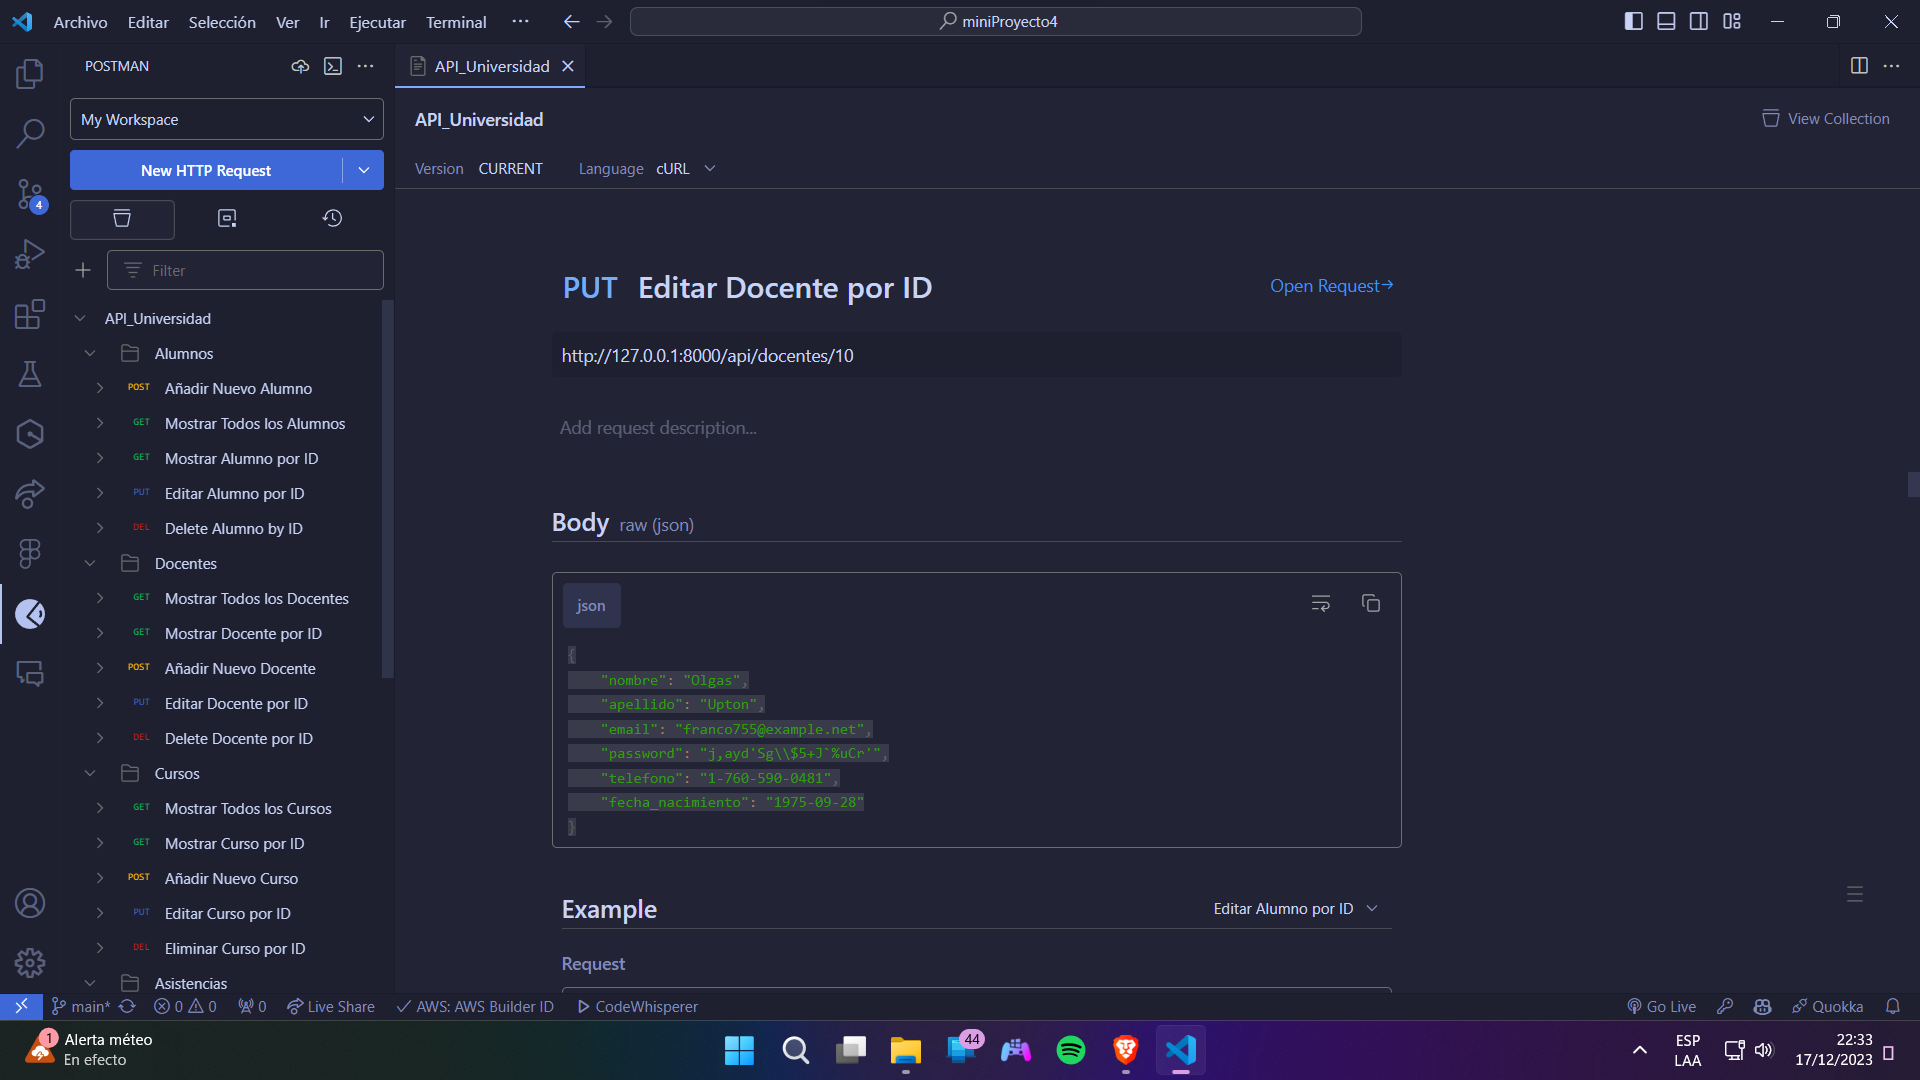 Archivo Editar Selección Ver Ir Ejecutar Terminal ···
miniProyecto4
POSTMAN
My Workspace
New HTTP Request
Filter
API_Universidad
Alumnos
POST Añadir Nuevo Alumno
GET Mostrar Todos los Alumnos
GET Mostrar Alumno por ID
PUT Editar Alumno por ID
DEL Delete Alumno by ID
Docentes
GET Mostrar Todos los Docentes
GET Mostrar Docente por ID
POST Añadir Nuevo Docente
PUT Editar Docente por ID
DEL Delete Docente por ID
Cursos
GET Mostrar Todos los Cursos
GET Mostrar Curso por ID
POST Añadir Nuevo Curso
PUT Editar Curso por ID
DEL Eliminar Curso por ID
Asistencias
4
API_Universidad
API_Universidad
View Collection
Version CURRENT Language cURL
PUT Editar Docente por ID
Open Request→
http://127.0.0.1:8000/api/docentes/10
Add request description...
Body raw (json)
json
{
"nombre": "Olgas",
"apellido": "Upton",
"email": "franco755@example.net",
"password": "j,ayd'Sg\\$5+J`%uCr'",
"telefono": "1-760-590-0481",
"fecha_nacimiento": "1975-09-28"
}
Example
Editar Alumno por ID
Request
main* 0 0 0 Live Share AWS: AWS Builder ID CodeWhisperer
Go Live Quokka
1
Alerta méteo
En efecto
44
ESP
LAA
22:33
17/12/2023